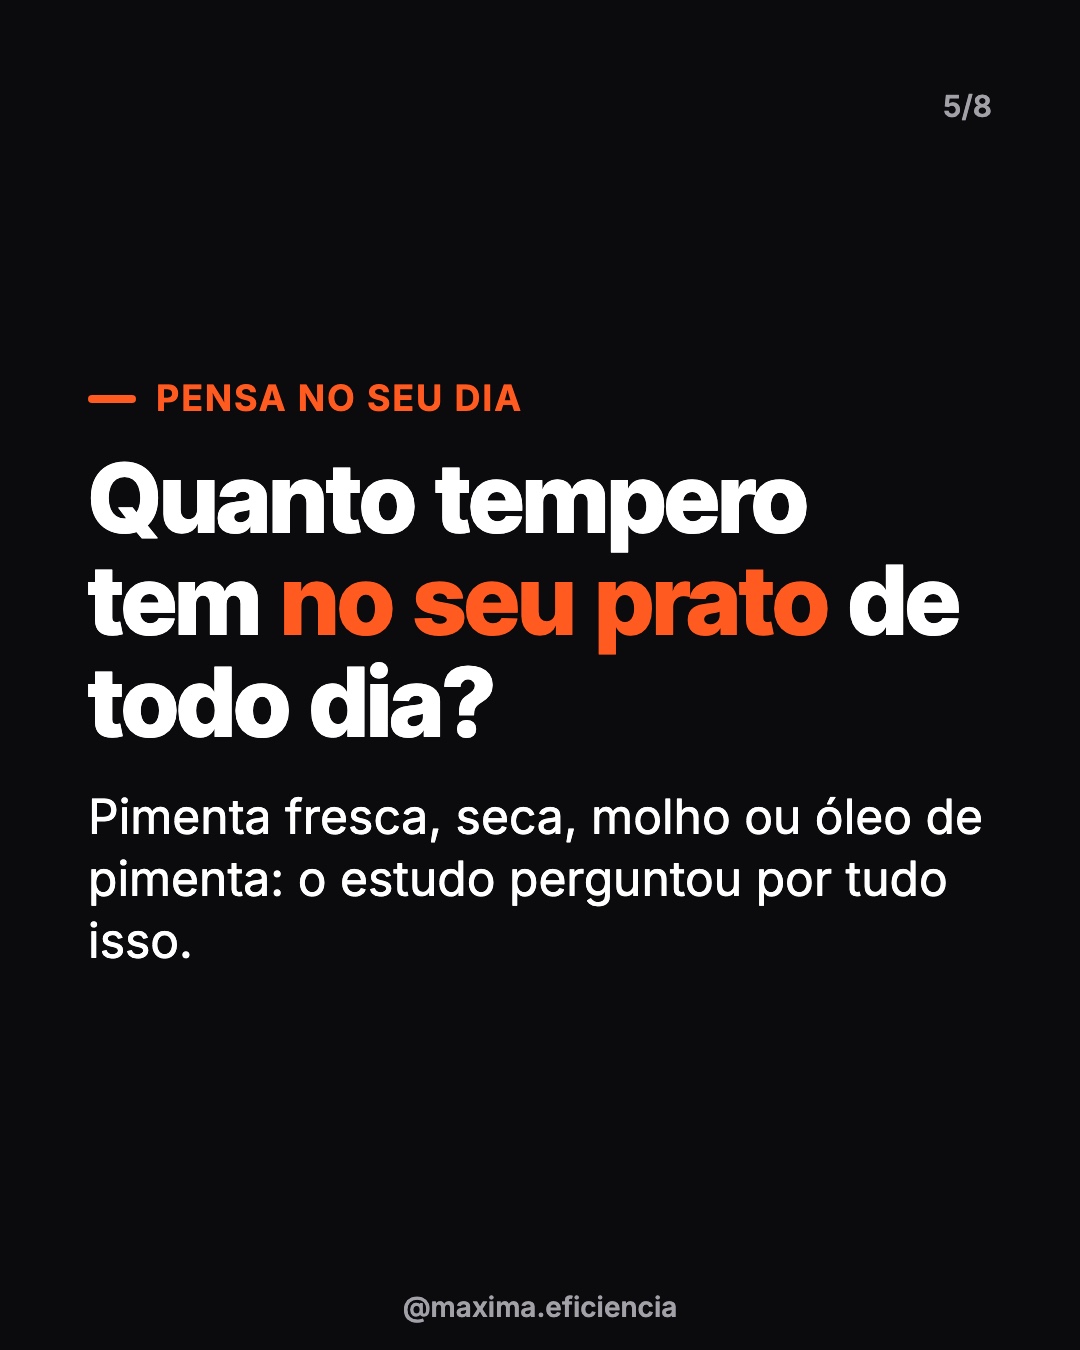 5/8
PENSA NO SEU DIA
Quanto tempero
tem no seu prato de
todo dia?
Pimenta fresca, seca, molho ou óleo de
pimenta: o estudo perguntou por tudo
isso.
@maxima.eficiencia